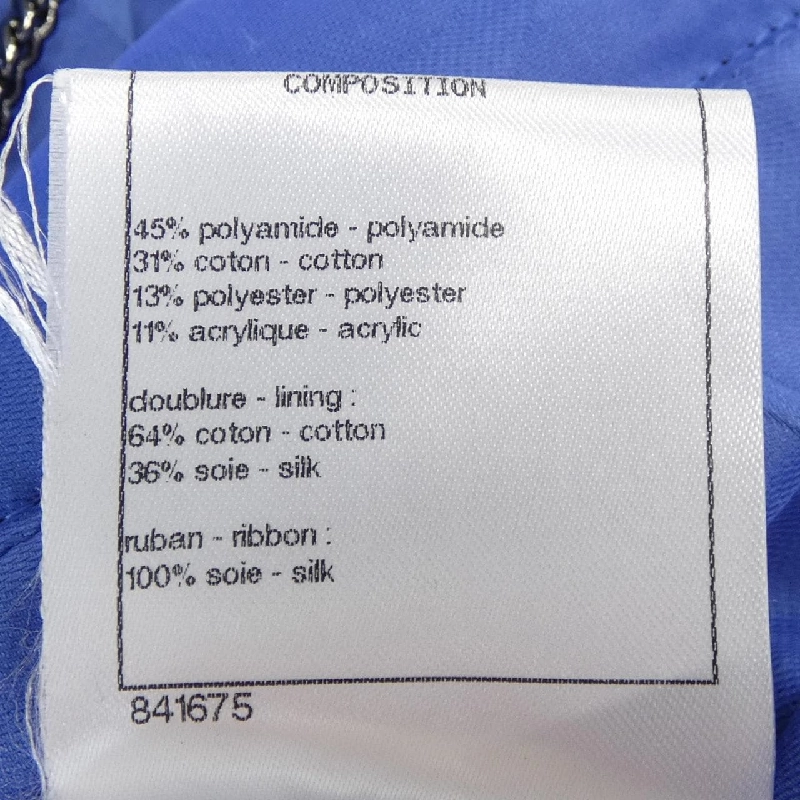 COMPOSITION
45% polyamide - polyamide
31% coton - cotton
13% polyester - polyester
11% acrylique - acrylic
doublure - lining :
64% coton - cotton
36% soie - silk
ruban - ribbon :
100% soie - silk
841675